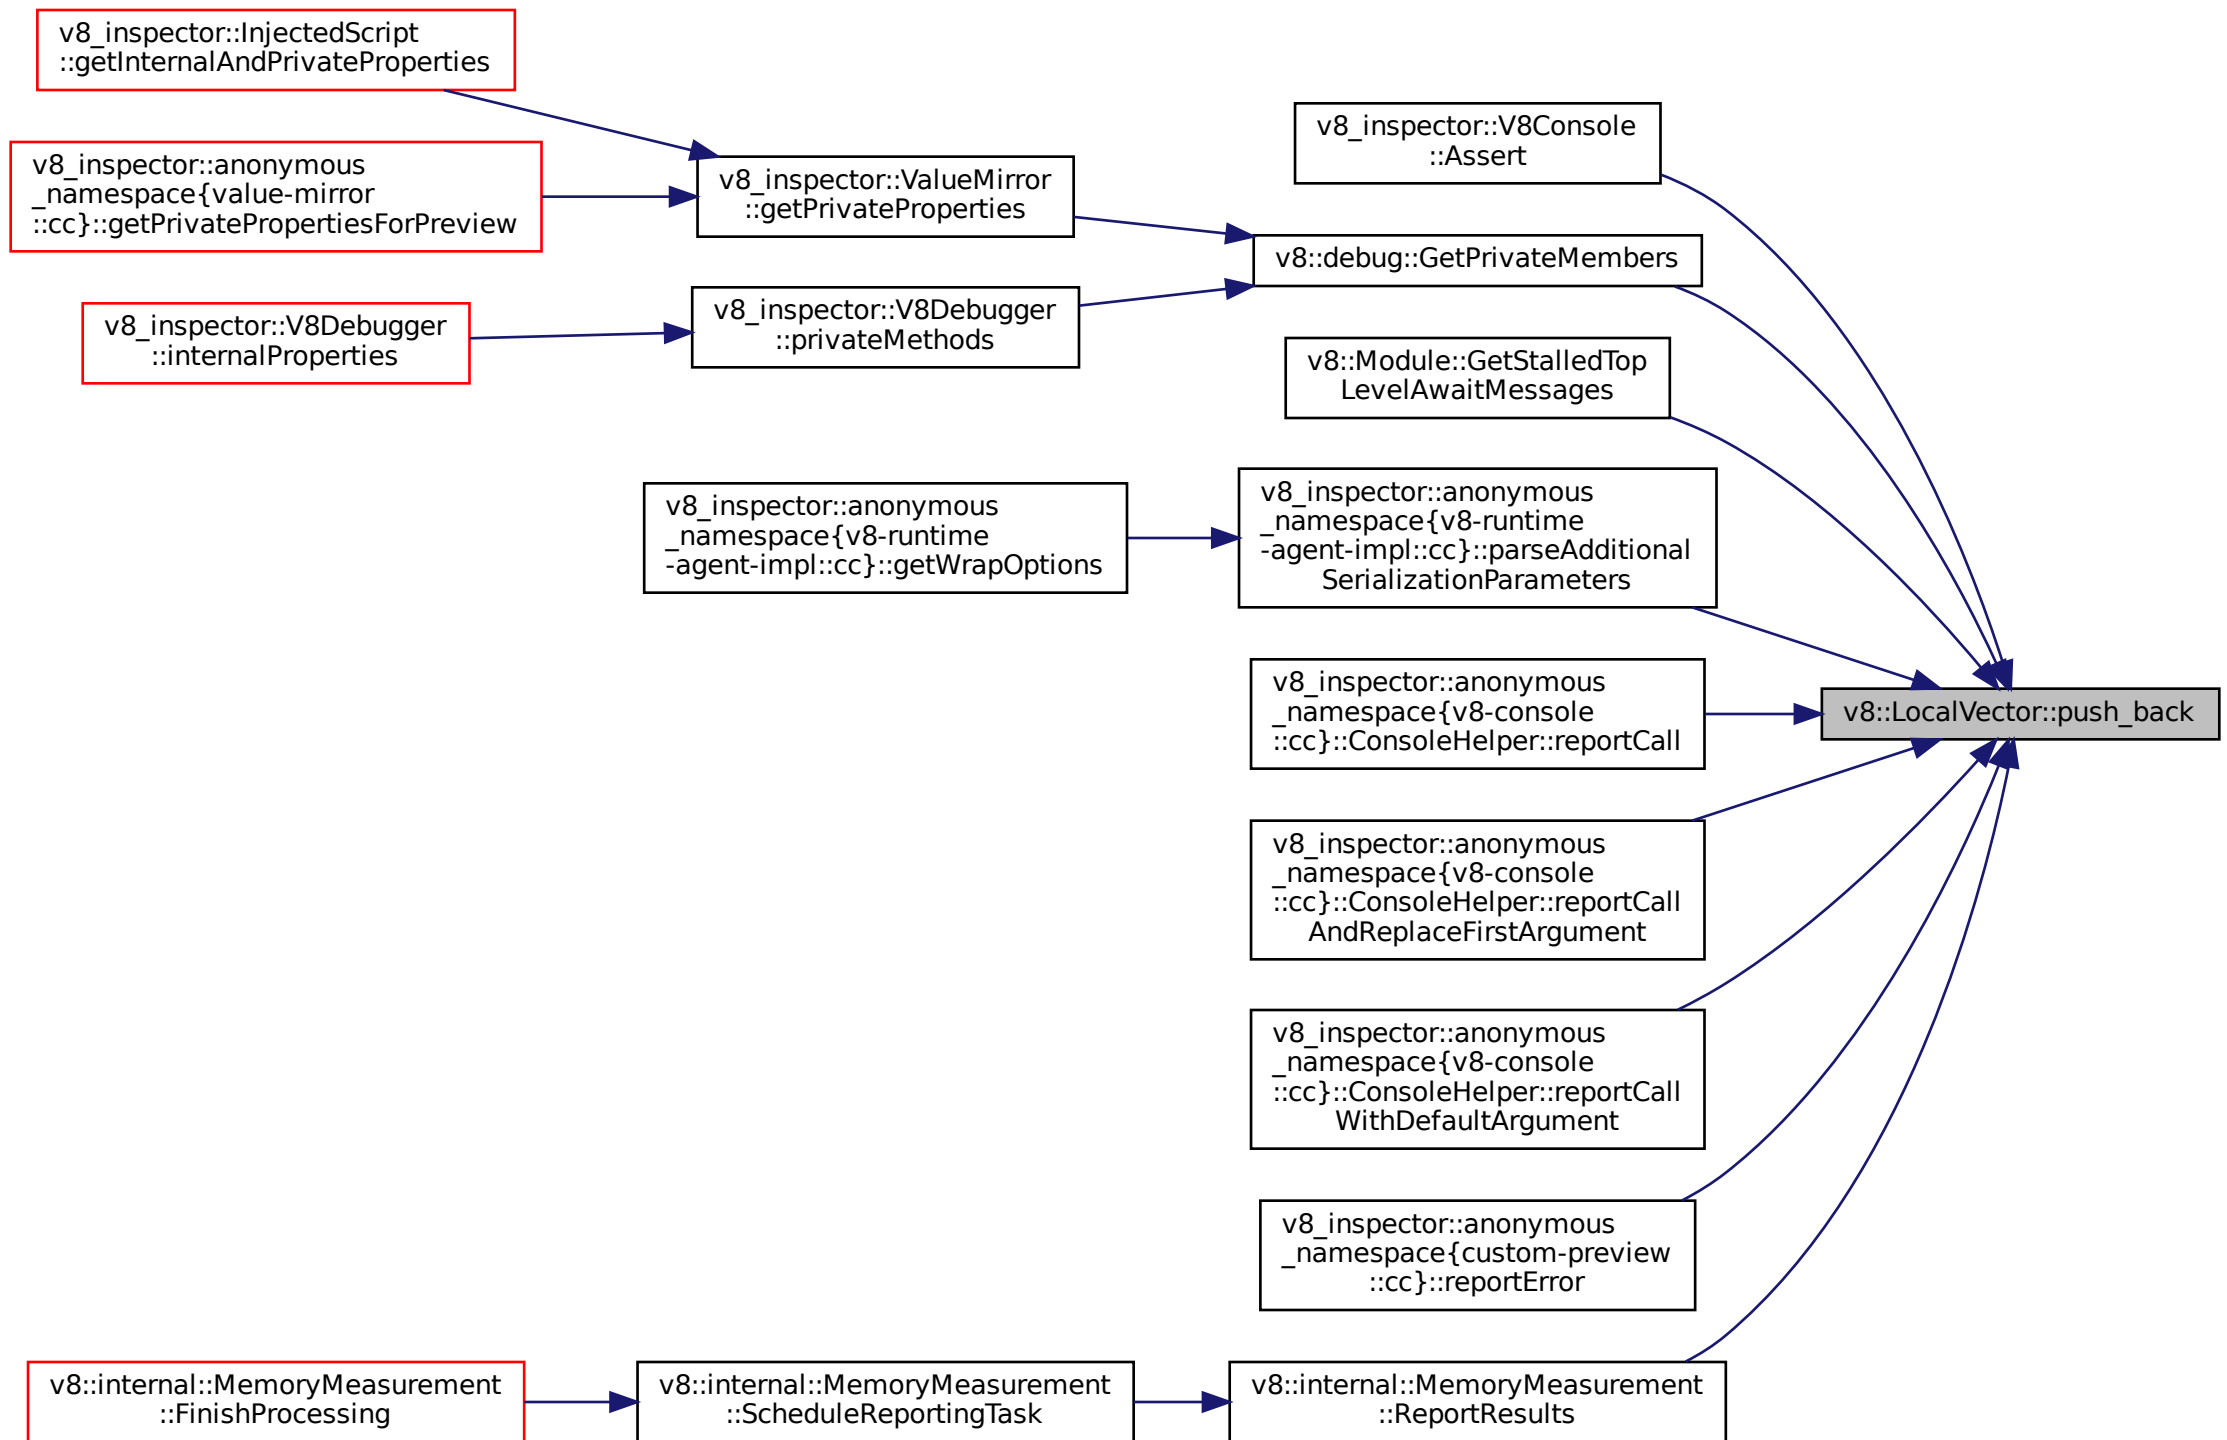 v8_inspector::InjectedScript
::getInternalAndPrivateProperties
v8_inspector::anonymous
_namespace{value-mirror
::cc}::getPrivatePropertiesForPreview
v8_inspector::V8Debugger
::internalProperties
v8_inspector::ValueMirror
::getPrivateProperties
v8_inspector::V8Debugger
::privateMethods
v8_inspector::anonymous
_namespace{v8-runtime
-agent-impl::cc}::getWrapOptions
v8_inspector::V8Console
::Assert
v8::debug::GetPrivateMembers
v8::Module::GetStalledTop
LevelAwaitMessages
v8_inspector::anonymous
_namespace{v8-runtime
-agent-impl::cc}::parseAdditional
SerializationParameters
v8_inspector::anonymous
_namespace{v8-console
::cc}::ConsoleHelper::reportCall
v8::LocalVector::push_back
v8_inspector::anonymous
_namespace{v8-console
::cc}::ConsoleHelper::reportCall
AndReplaceFirstArgument
v8_inspector::anonymous
_namespace{v8-console
::cc}::ConsoleHelper::reportCall
WithDefaultArgument
v8_inspector::anonymous
_namespace{custom-preview
::cc}::reportError
v8::internal::MemoryMeasurement
::FinishProcessing
v8::internal::MemoryMeasurement
::ScheduleReportingTask
v8::internal::MemoryMeasurement
::ReportResults